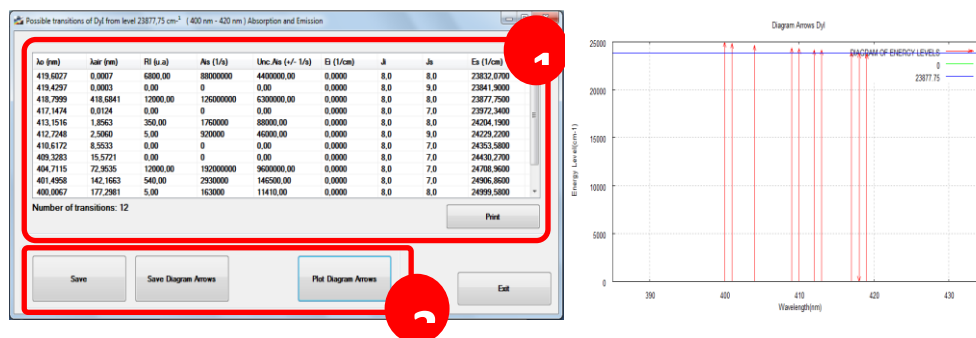 Possible transitions of DyI from level 23877,75 cm-¹ ( 400 nm - 420 nm ) Absorption and Emission
λo (nm) λair (nm) RI (u.a) Ais (1/s) Unc.Ais (+/- 1/s) Ei (1/cm) Ji Js Es (1/cm)
419,6027 0,0007 6800,00 88000000 4400000,00 0,0000 8,0 8,0 23832,0700
419,4297 0,0003 0,00 0 0,00 0,0000 8,0 9,0 23841,9000
418,7999 418,6841 12000,00 126000000 6300000,00 0,0000 8,0 8,0 23877,7500
417,1474 0,0124 0,00 0 0,00 0,0000 8,0 7,0 23972,3400
413,1516 1,8563 350,00 1760000 88000,00 0,0000 8,0 7,0 24204,1900
412,7248 2,5060 5,00 920000 46000,00 0,0000 8,0 9,0 24229,2200
410,6172 8,5533 0,00 0 0,00 0,0000 8,0 7,0 24353,5800
409,3283 15,5721 0,00 0 0,00 0,0000 8,0 7,0 24430,2700
404,7115 72,9535 12000,00 192000000 9600000,00 0,0000 8,0 7,0 24708,9600
401,4958 142,1663 540,00 2930000 146500,00 0,0000 8,0 7,0 24906,8600
400,0067 177,2981 5,00 163000 11410,00 0,0000 8,0 8,0 24999,5800
Number of transitions: 12
Print
Save
Save Diagram Arrows
Plot Diagram Arrows
Exit
1
2
Diagram Arrows DyI
DIAGRAM OF ENERGY LEVELS
0
23877.75
Energy Level(cm-1)
25000
20000
15000
10000
5000
0
390 400 410 420 430
Wavelength(nm)